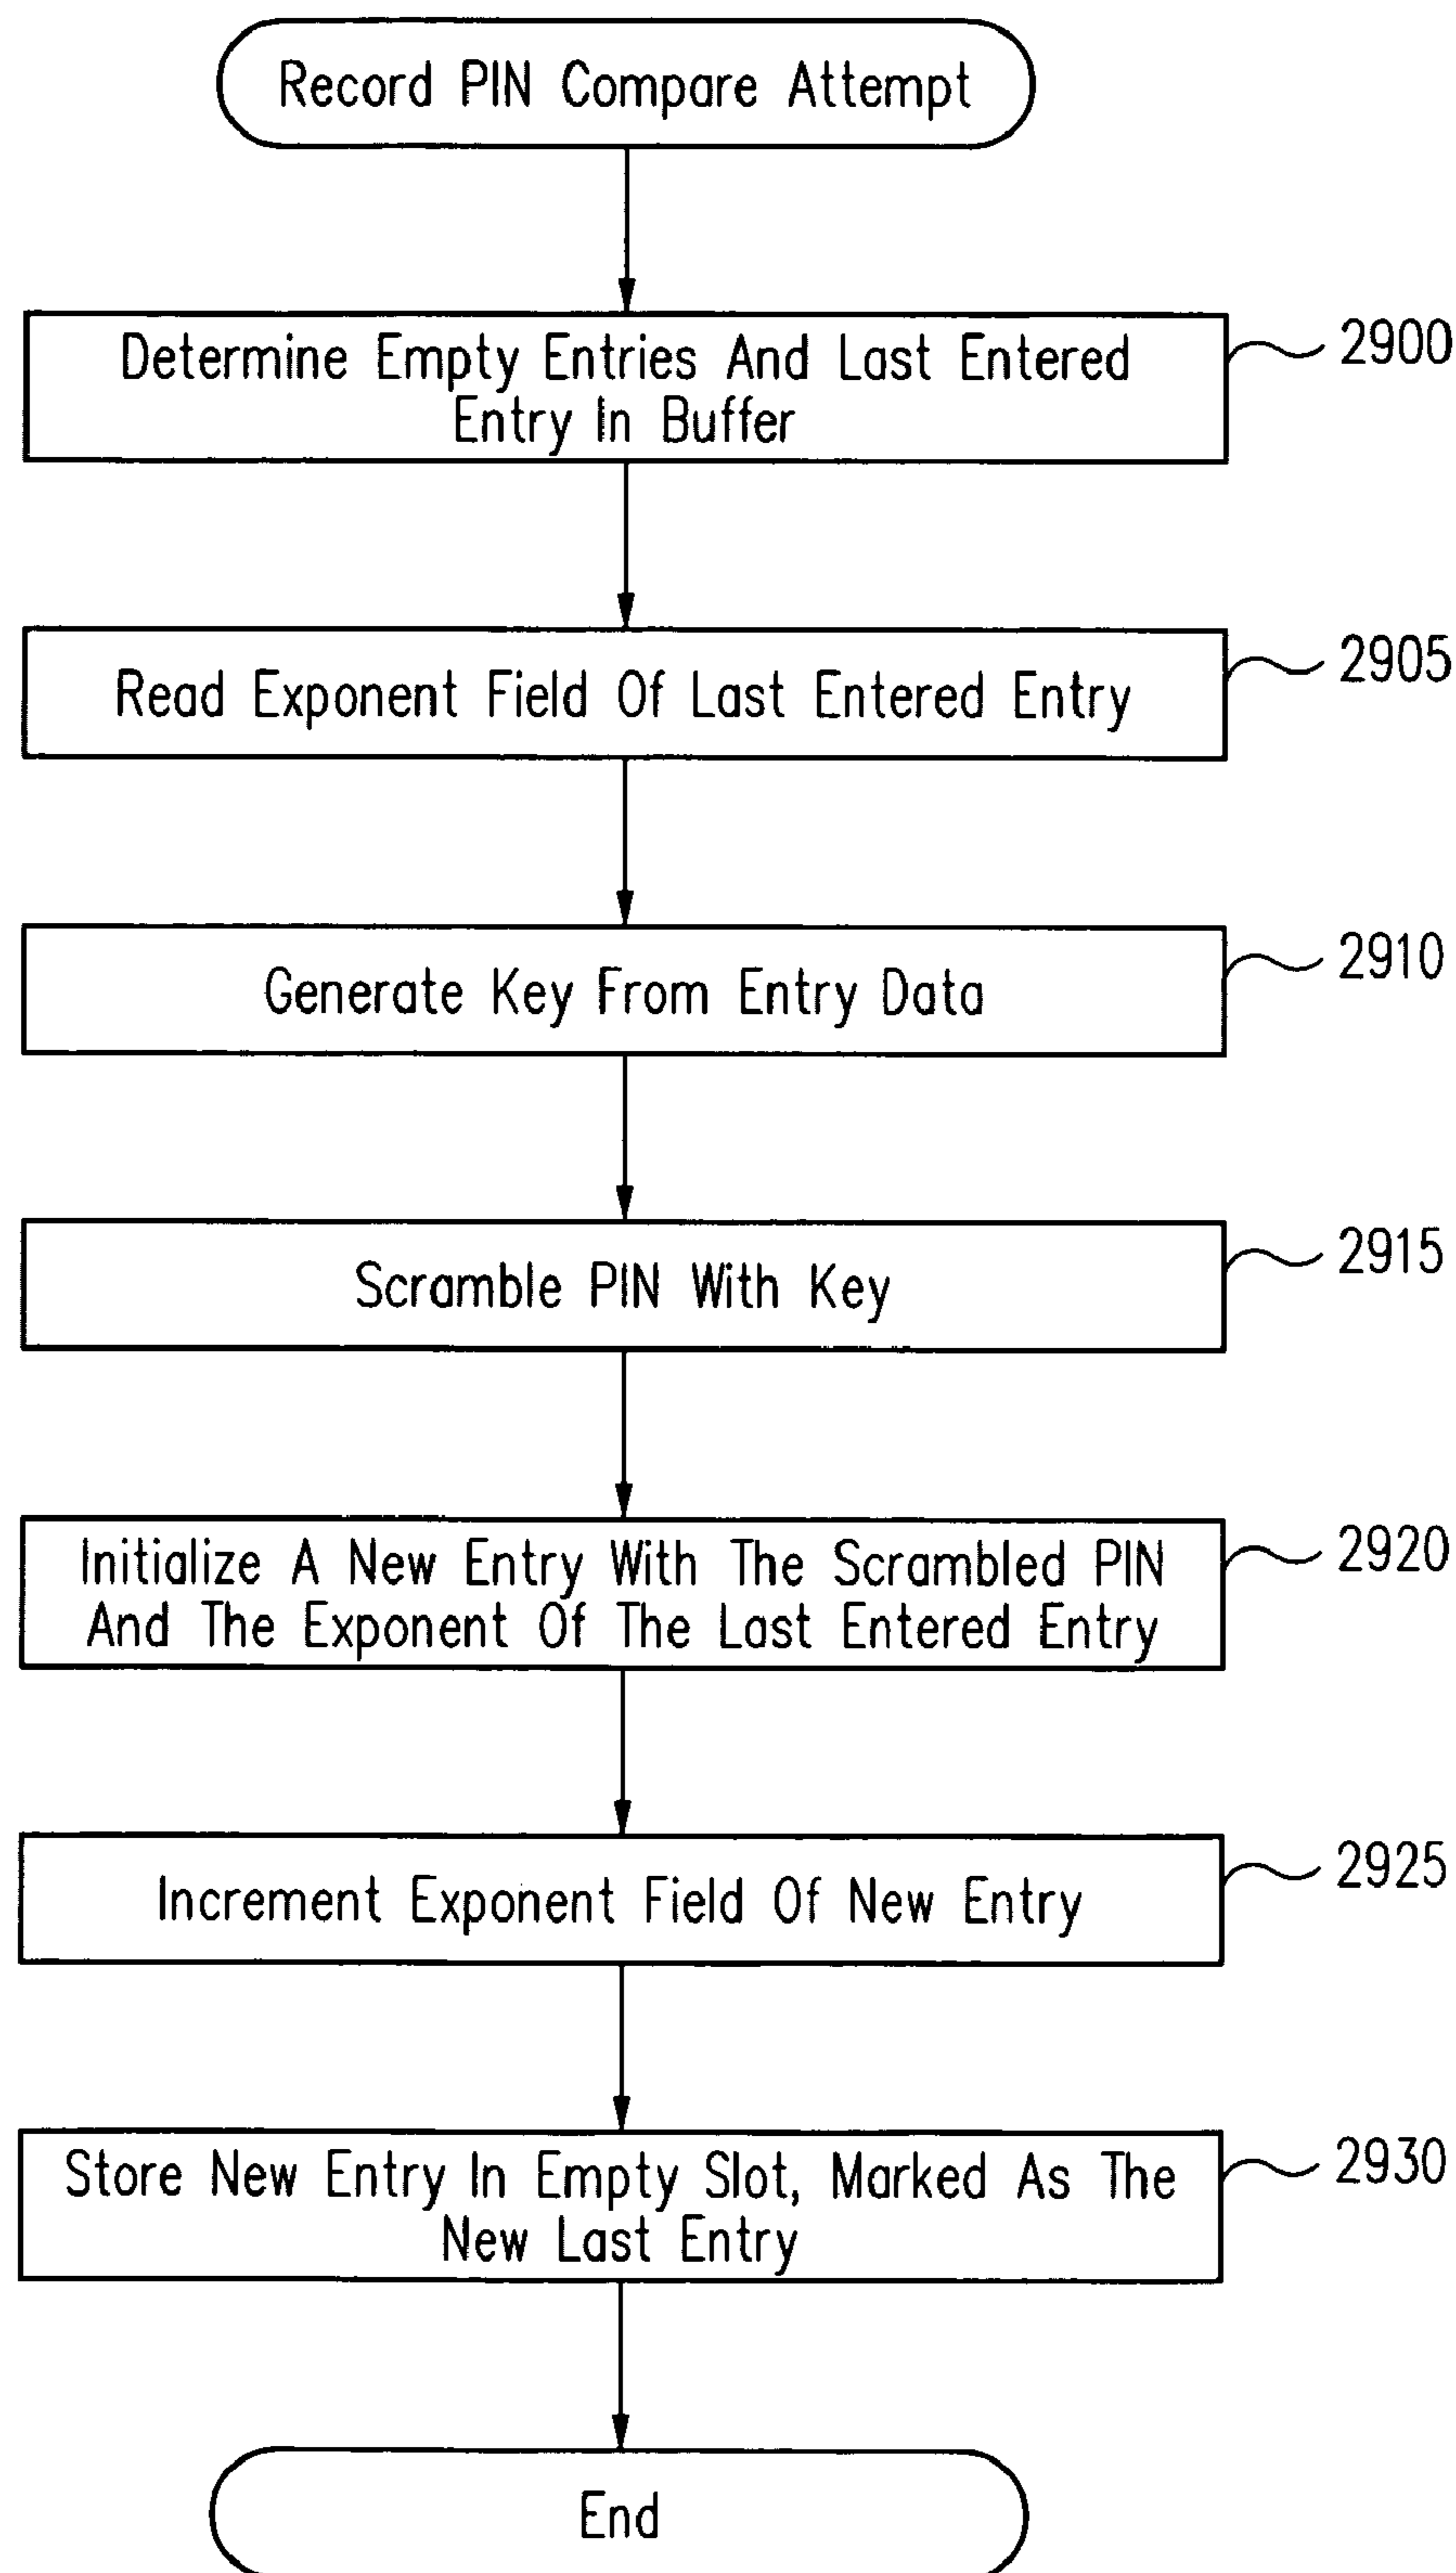 Record PIN Compare Attempt
Determine Empty Entries And Last Entered
Entry In Buffer
2900
Read Exponent Field Of Last Entered Entry
2905
Generate Key From Entry Data
2910
Scramble PIN With Key
2915
Initialize A New Entry With The Scrambled PIN
And The Exponent Of The Last Entered Entry
2920
Increment Exponent Field Of New Entry
2925
Store New Entry In Empty Slot, Marked As The
New Last Entry
2930
End